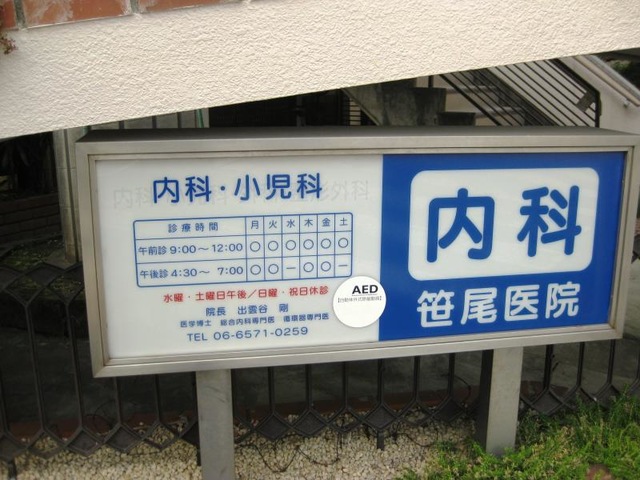 内科・小児科
診療時間 月 火 水 木 金 土
午前診 9:00～12:00 ○ ○ ○ ○ ○ ○
午後診 4:30～ 7:00 ○ ○ － ○ ○ －
水曜・土曜日午後／日曜・祝日休診
院長 出雲谷 剛
医学博士 総合内科専門医 循環器専門医
TEL 06-6571-0259
AED
内科
笹尾医院